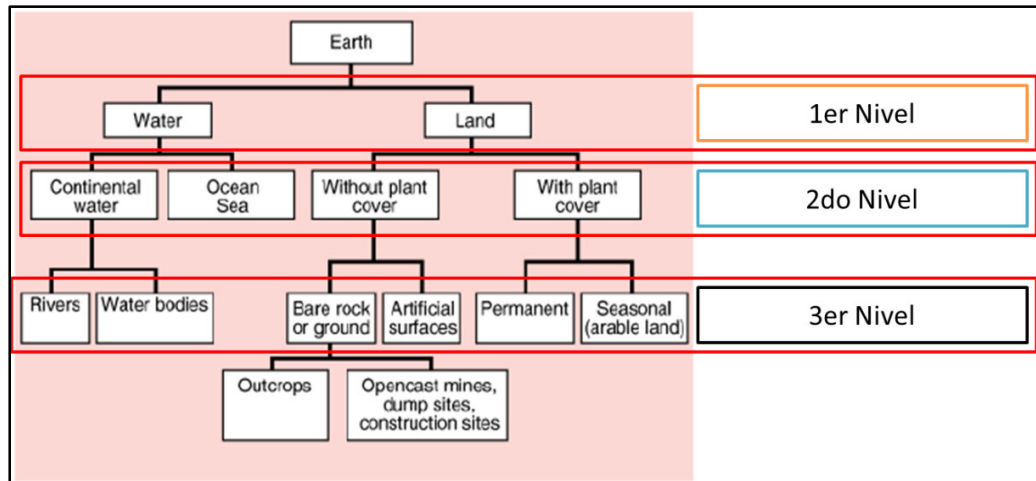 Earth
Water
Land
1er Nivel
Continental
water
Ocean
Sea
Without plant
cover
With plant
cover
2do Nivel
Rivers
Water bodies
Bare rock
or ground
Artificial
surfaces
Permanent
Seasonal
(arable land)
3er Nivel
Outcrops
Opencast mines,
dump sites,
construction sites